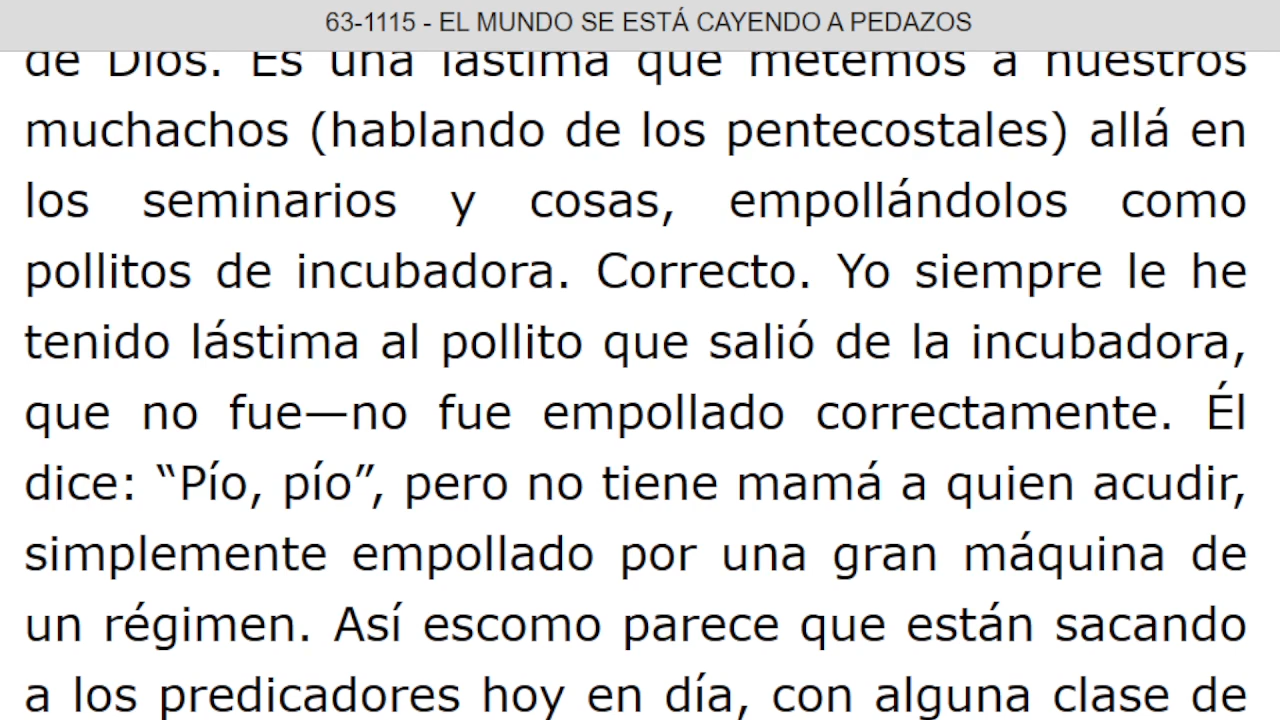 63-1115 - EL MUNDO SE ESTÁ CAYENDO A PEDAZOS
de Dios. Es una lástima que metemos a nuestros
muchachos (hablando de los pentecostales) allá en
los seminarios y cosas, empollándolos como
pollitos de incubadora. Correcto. Yo siempre le he
tenido lástima al pollito que salió de la incubadora,
que no fue—no fue empollado correctamente. Él
dice: “Pío, pío”, pero no tiene mamá a quien acudir,
simplemente empollado por una gran máquina de
un régimen. Así escomo parece que están sacando
a los predicadores hoy en día, con alguna clase de